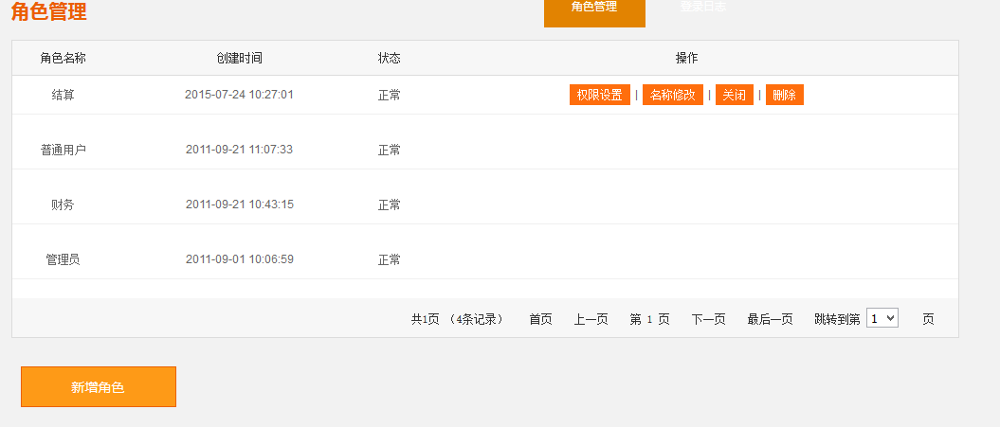 角色管理
角色管理 登录日志
角色名称 创建时间 状态 操作
结算 2015-07-24 10:27:01 正常 权限设置 | 名称修改 | 关闭 | 删除
普通用户 2011-09-21 11:07:33 正常
财务 2011-09-21 10:43:15 正常
管理员 2011-09-01 10:06:59 正常
共1页 （4条记录） 首页 上一页 第 1 页 下一页 最后一页 跳转到第 1 页
新增角色